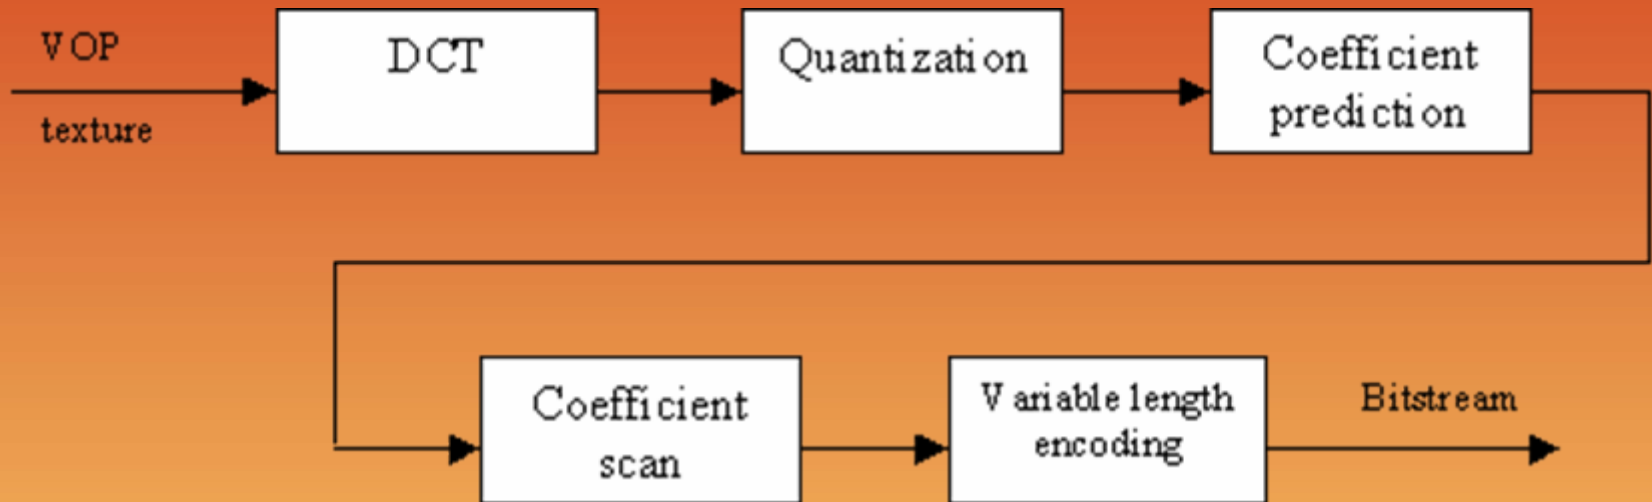 VOP
texture
DCT
Quantization
Coefficient
prediction
Coefficient
scan
Variable length
encoding
Bitstream